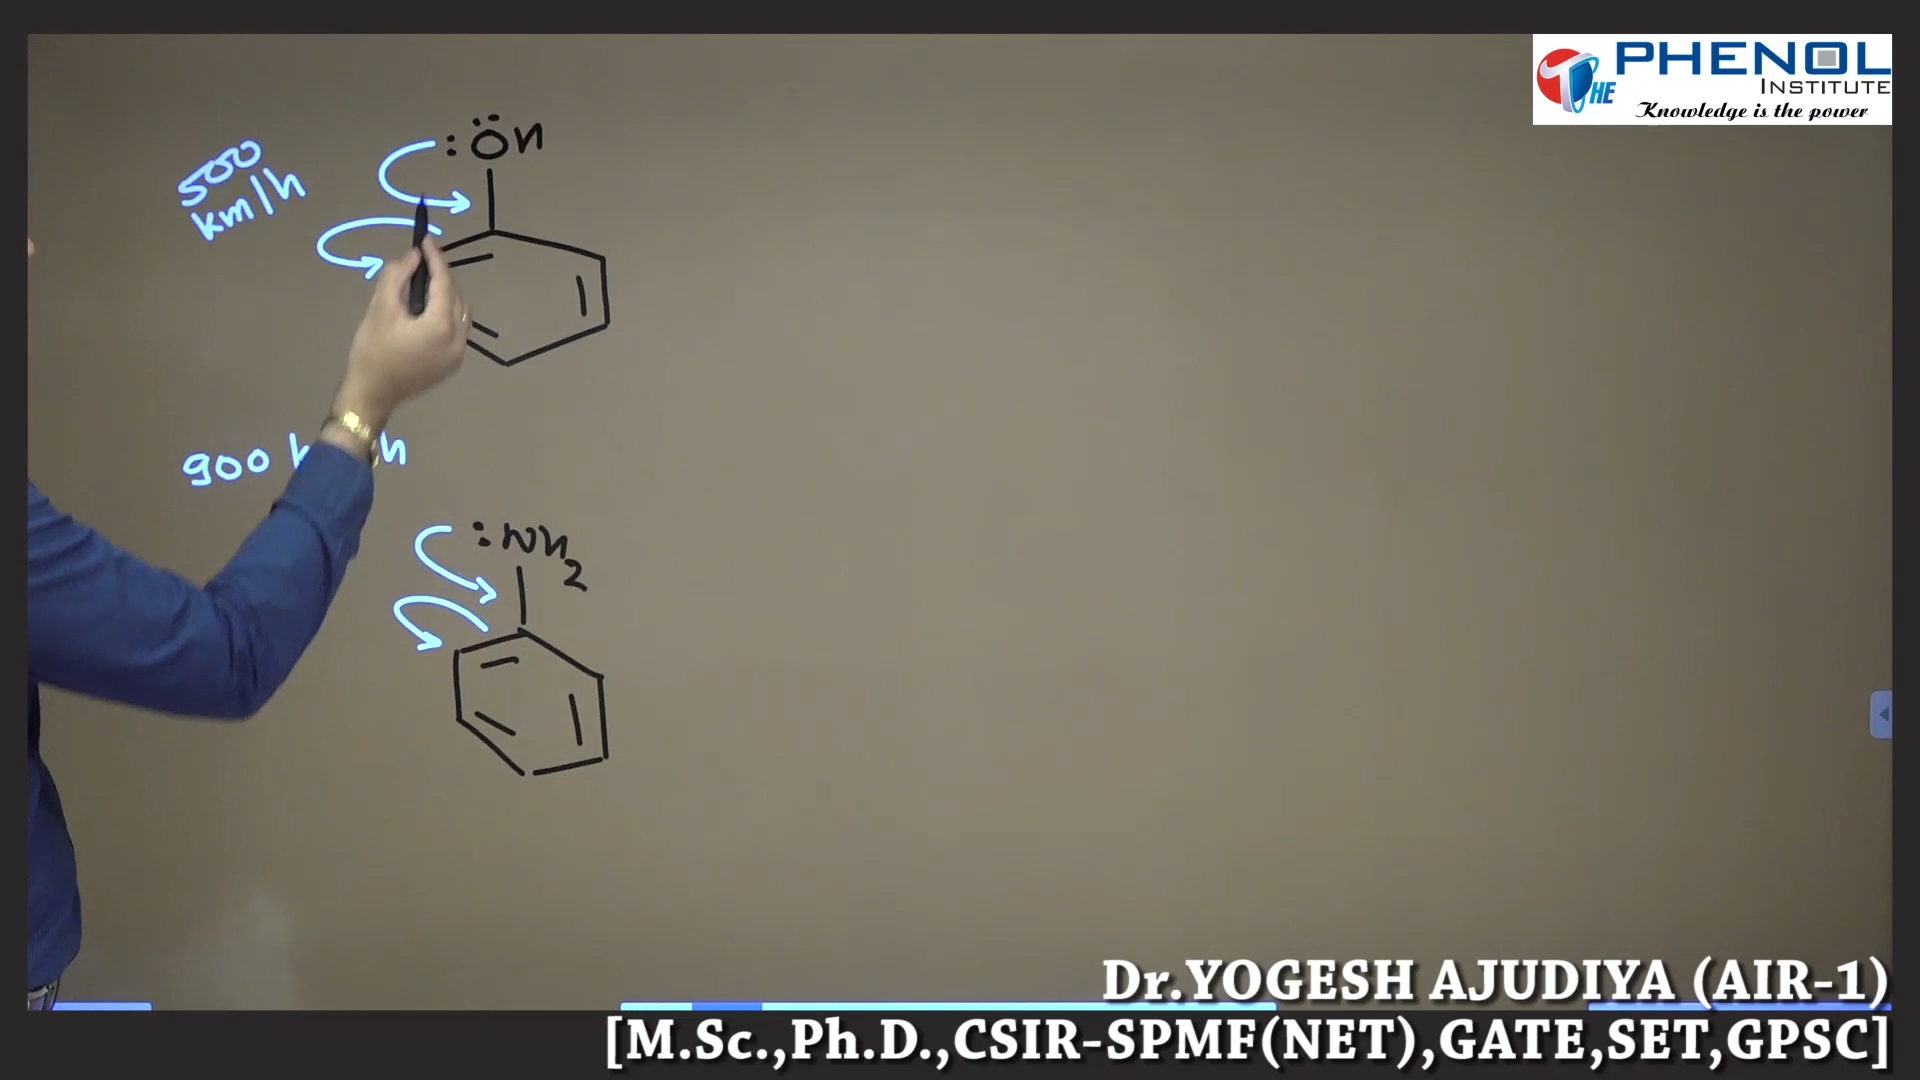 THE PHENOL
INSTITUTE
Knowledge is the power
:ÖH
500
km/h
900
:NH2
Dr.YOGESH AJUDIYA (AIR-1)
[M.Sc.,Ph.D.,CSIR-SPMF(NET),GATE,SET,GPSC]